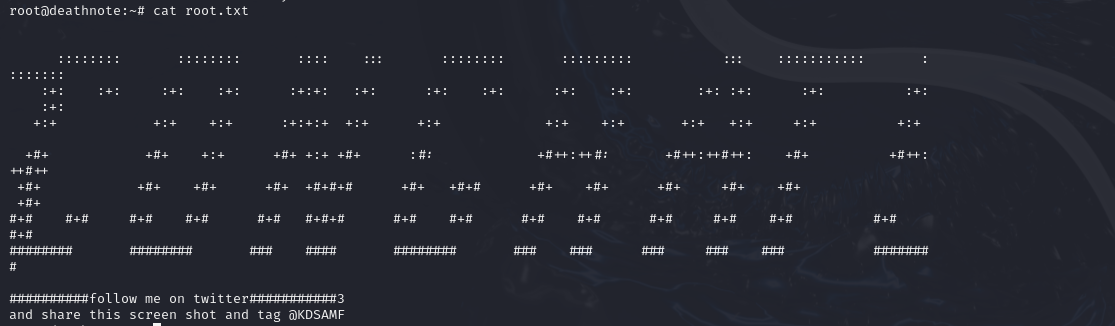 root@deathnote:~# cat root.txt
      ::::::::       ::::::::       ::::    :::       ::::::::       :::::::::           :::    :::::::::::       :
:::::::
    :+:    :+:     :+:    :+:      :+:+:   :+:      :+:    :+:      :+:    :+:        :+: :+:      :+:          :+:
    :+:
   +:+            +:+    +:+      :+:+:+  +:+      +:+             +:+    +:+       +:+   +:+     +:+          +:+
  +#+            +#+    +:+      +#+ +:+ +#+      :#:             +#++:++#:       +#++:++#++:    +#+          +#++:
++#++
 +#+            +#+    +#+      +#+  +#+#+#      +#+   +#+#      +#+    +#+      +#+     +#+    +#+
 +#+
#+#    #+#     #+#    #+#      #+#   #+#+#      #+#    #+#      #+#    #+#      #+#     #+#    #+#          #+#
#+#
########       ########       ###    ####       ########       ###    ###      ###     ###    ###           #######
#
##########follow me on twitter###########3
and share this screen shot and tag @KDSAMF